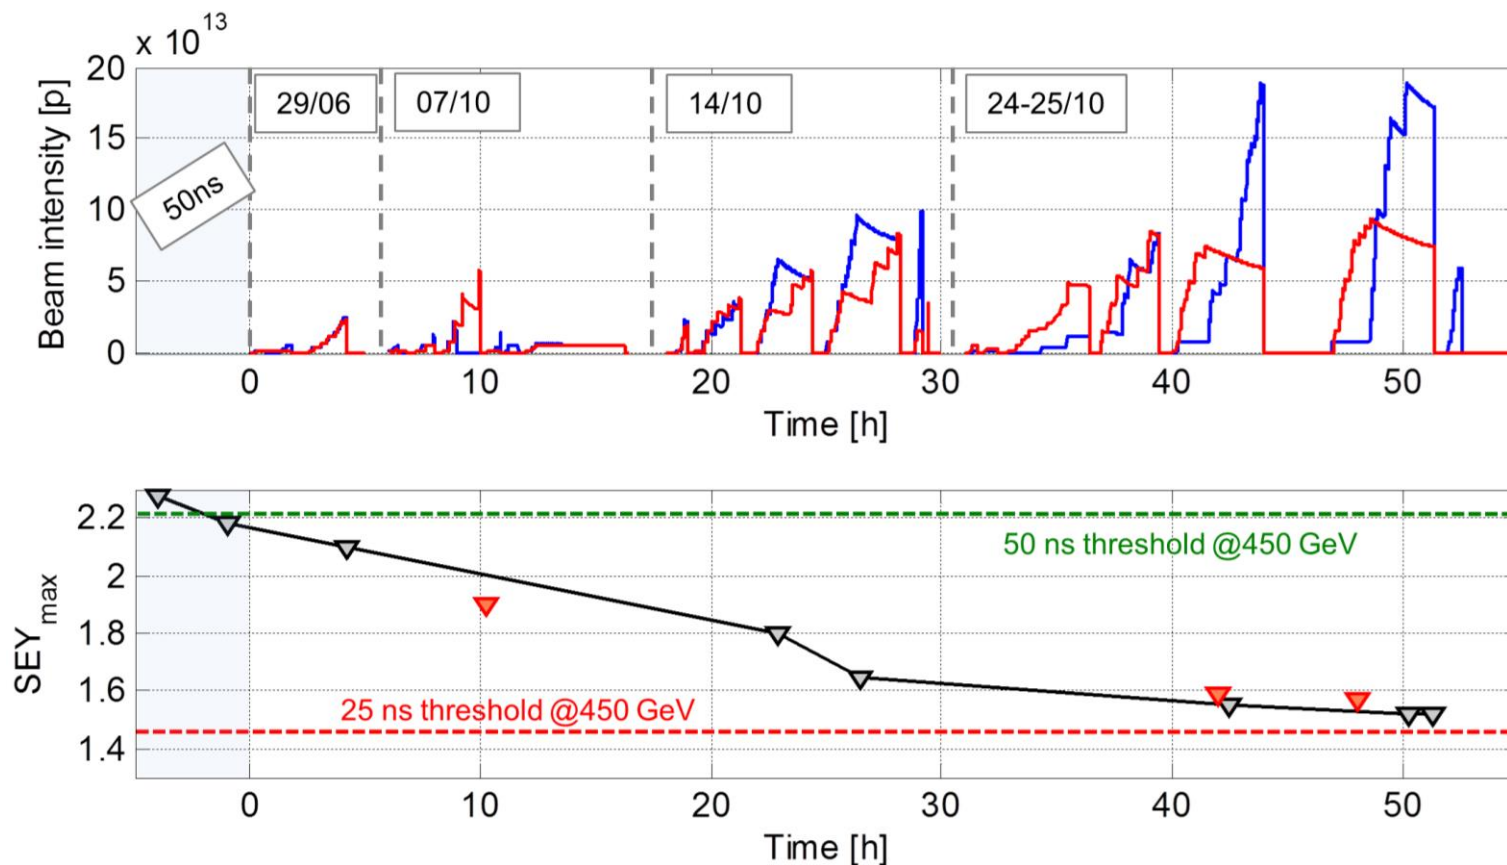 x 10^13
Beam intensity [p]
20
15
10
5
0
50ns
29/06
07/10
14/10
24-25/10
0 10 20 30 40 50
Time [h]
SEY_max
2.2
2
1.8
1.6
1.4
50 ns threshold @450 GeV
25 ns threshold @450 GeV
0 10 20 30 40 50
Time [h]